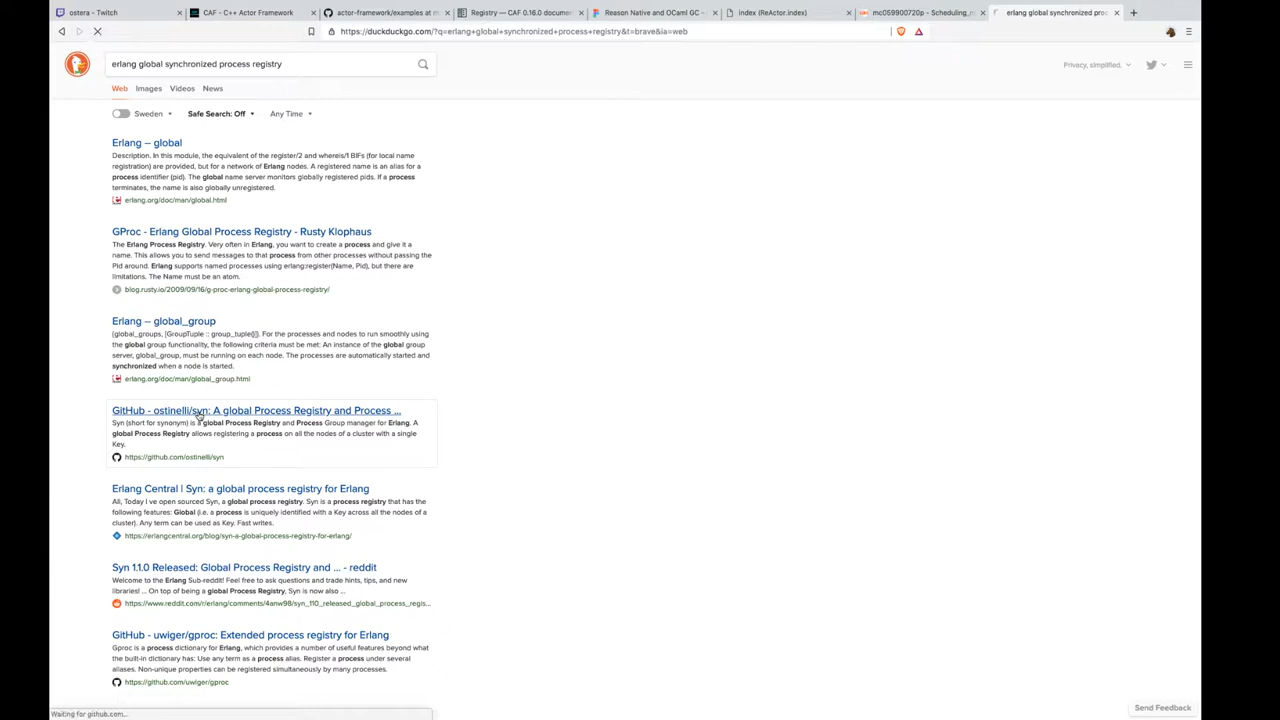 ostera - Twitch
CAF - C++ Actor Framework
actor-framework/examples at m
Registry — CAF 0.16.0 docume
Reason Native and OCaml GC –
index (ReActor.index)
mc059900720p - Scheduling_m
erlang global synchronized proc
https://duckduckgo.com/?q=erlang+global+synchronized+process+registry&t=brave&ia=web
erlang global synchronized process registry
Privacy, simplified.
Web Images Videos News
Sweden Safe Search: Off Any Time
Erlang -- global
Description. In this module, the equivalent of the register/2 and whereis/1 BIFs (for local name
registration) are provided, but for a network of Erlang nodes. A registered name is an alias for a
process identifier (pid). The global name server monitors globally registered pids. If a process
terminates, the name is also globally unregistered.
erlang.org/doc/man/global.html
GProc - Erlang Global Process Registry - Rusty Klophaus
The Erlang Process Registry. Very often in Erlang, you want to create a process and give it a
name. This allows you to send messages to that process from other processes without passing the
Pid around. Erlang supports named processes using erlang:register(Name, Pid), but there are
limitations. The Name must be an atom.
blog.rusty.io/2009/09/16/g-proc-erlang-global-process-registry/
Erlang -- global_group
{global_groups, [GroupTuple :: group_tuple()]}. For the processes and nodes to run smoothly using
the global group functionality, the following criteria must be met: An instance of the global group
server, global_group, must be running on each node. The processes are automatically started and
synchronized when a node is started.
erlang.org/doc/man/global_group.html
GitHub - ostinelli/syn: A global Process Registry and Process ...
Syn (short for synonym) is a global Process Registry and Process Group manager for Erlang. A
global Process Registry allows registering a process on all the nodes of a cluster with a single
Key.
https://github.com/ostinelli/syn
Erlang Central | Syn: a global process registry for Erlang
All, Today I ve open sourced Syn, a global process registry. Syn is a process registry that has the
following features: Global (i.e. a process is uniquely identified with a Key across all the nodes of a
cluster). Any term can be used as Key. Fast writes.
https://erlangcentral.org/blog/syn-a-global-process-registry-for-erlang/
Syn 1.1.0 Released: Global Process Registry and ... - reddit
Welcome to the Erlang Sub-reddit! Feel free to ask questions and trade hints, tips, and new
libraries! ... On top of being a global Process Registry, Syn is now also ...
https://www.reddit.com/r/erlang/comments/4anw98/syn_110_released_global_process_regis...
GitHub - uwiger/gproc: Extended process registry for Erlang
Gproc is a process dictionary for Erlang, which provides a number of useful features beyond what
the built-in dictionary has: Use any term as a process alias. Register a process under several
aliases. Non-unique properties can be registered simultaneously by many processes.
https://github.com/uwiger/gproc
Send Feedback
Waiting for github.com...